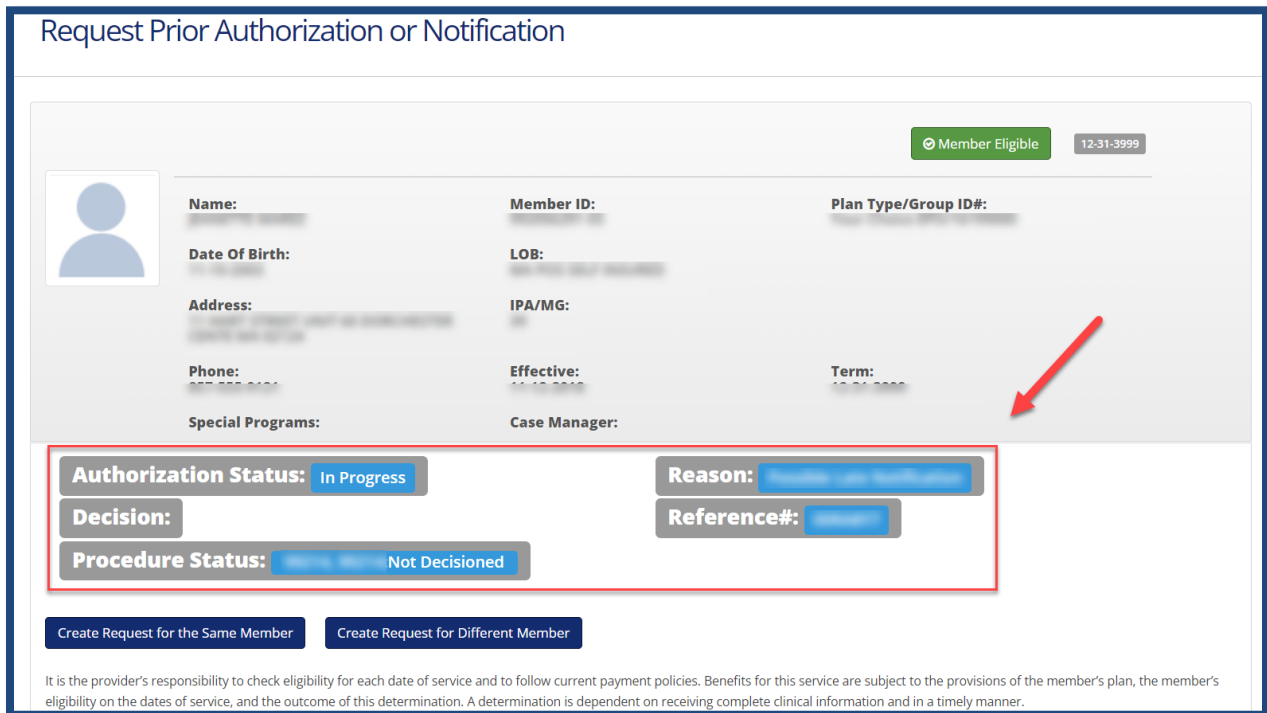 Request Prior Authorization or Notification
Member Eligible 12-31-3999
Name: Member ID: Plan Type/Group ID#:
Date Of Birth: LOB:
Address: IPA/MG:
Phone: Effective: Term:
Special Programs: Case Manager:
Authorization Status: In Progress Reason:
Decision: Reference#:
Procedure Status: Not Decisioned
Create Request for the Same Member Create Request for Different Member
It is the provider's responsibility to check eligibility for each date of service and to follow current payment policies. Benefits for this service are subject to the provisions of the member's plan, the member's
eligibility on the dates of service, and the outcome of this determination. A determination is dependent on receiving complete clinical information and in a timely manner.